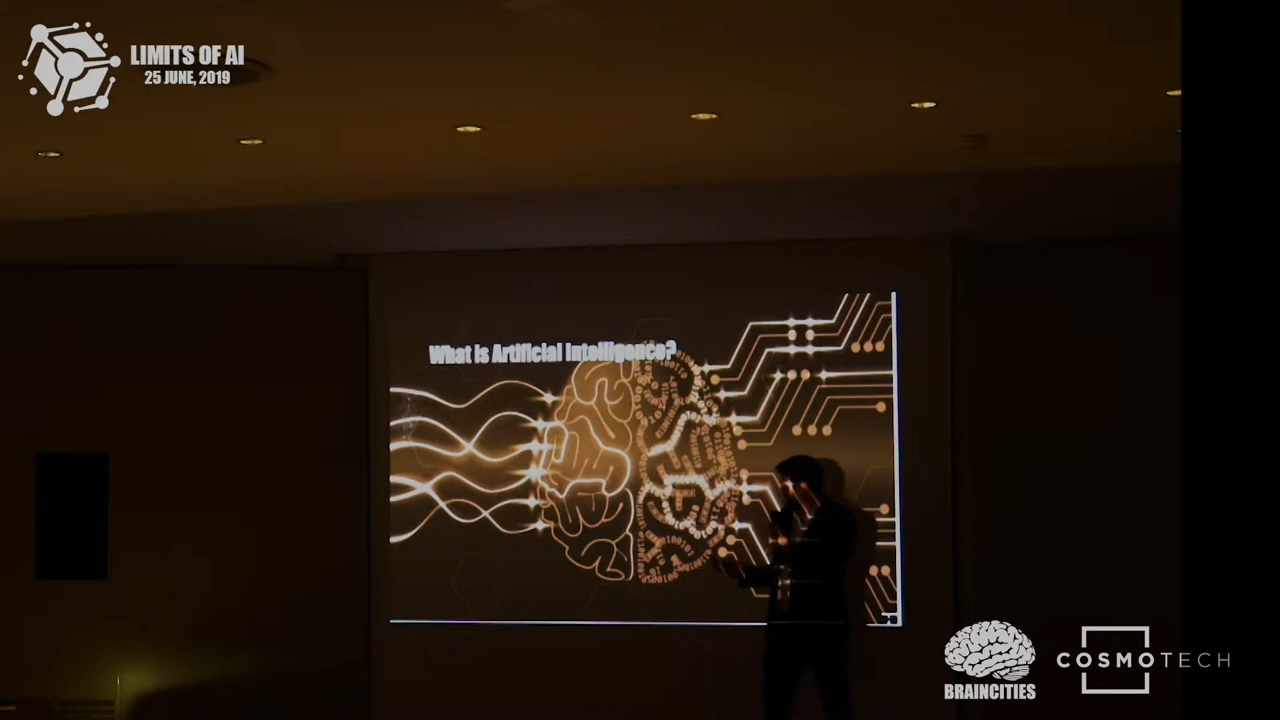 LIMITS OF AI
25 JUNE, 2019
What is Artificial Intelligence?
BRAINCITIES
COSMOTECH